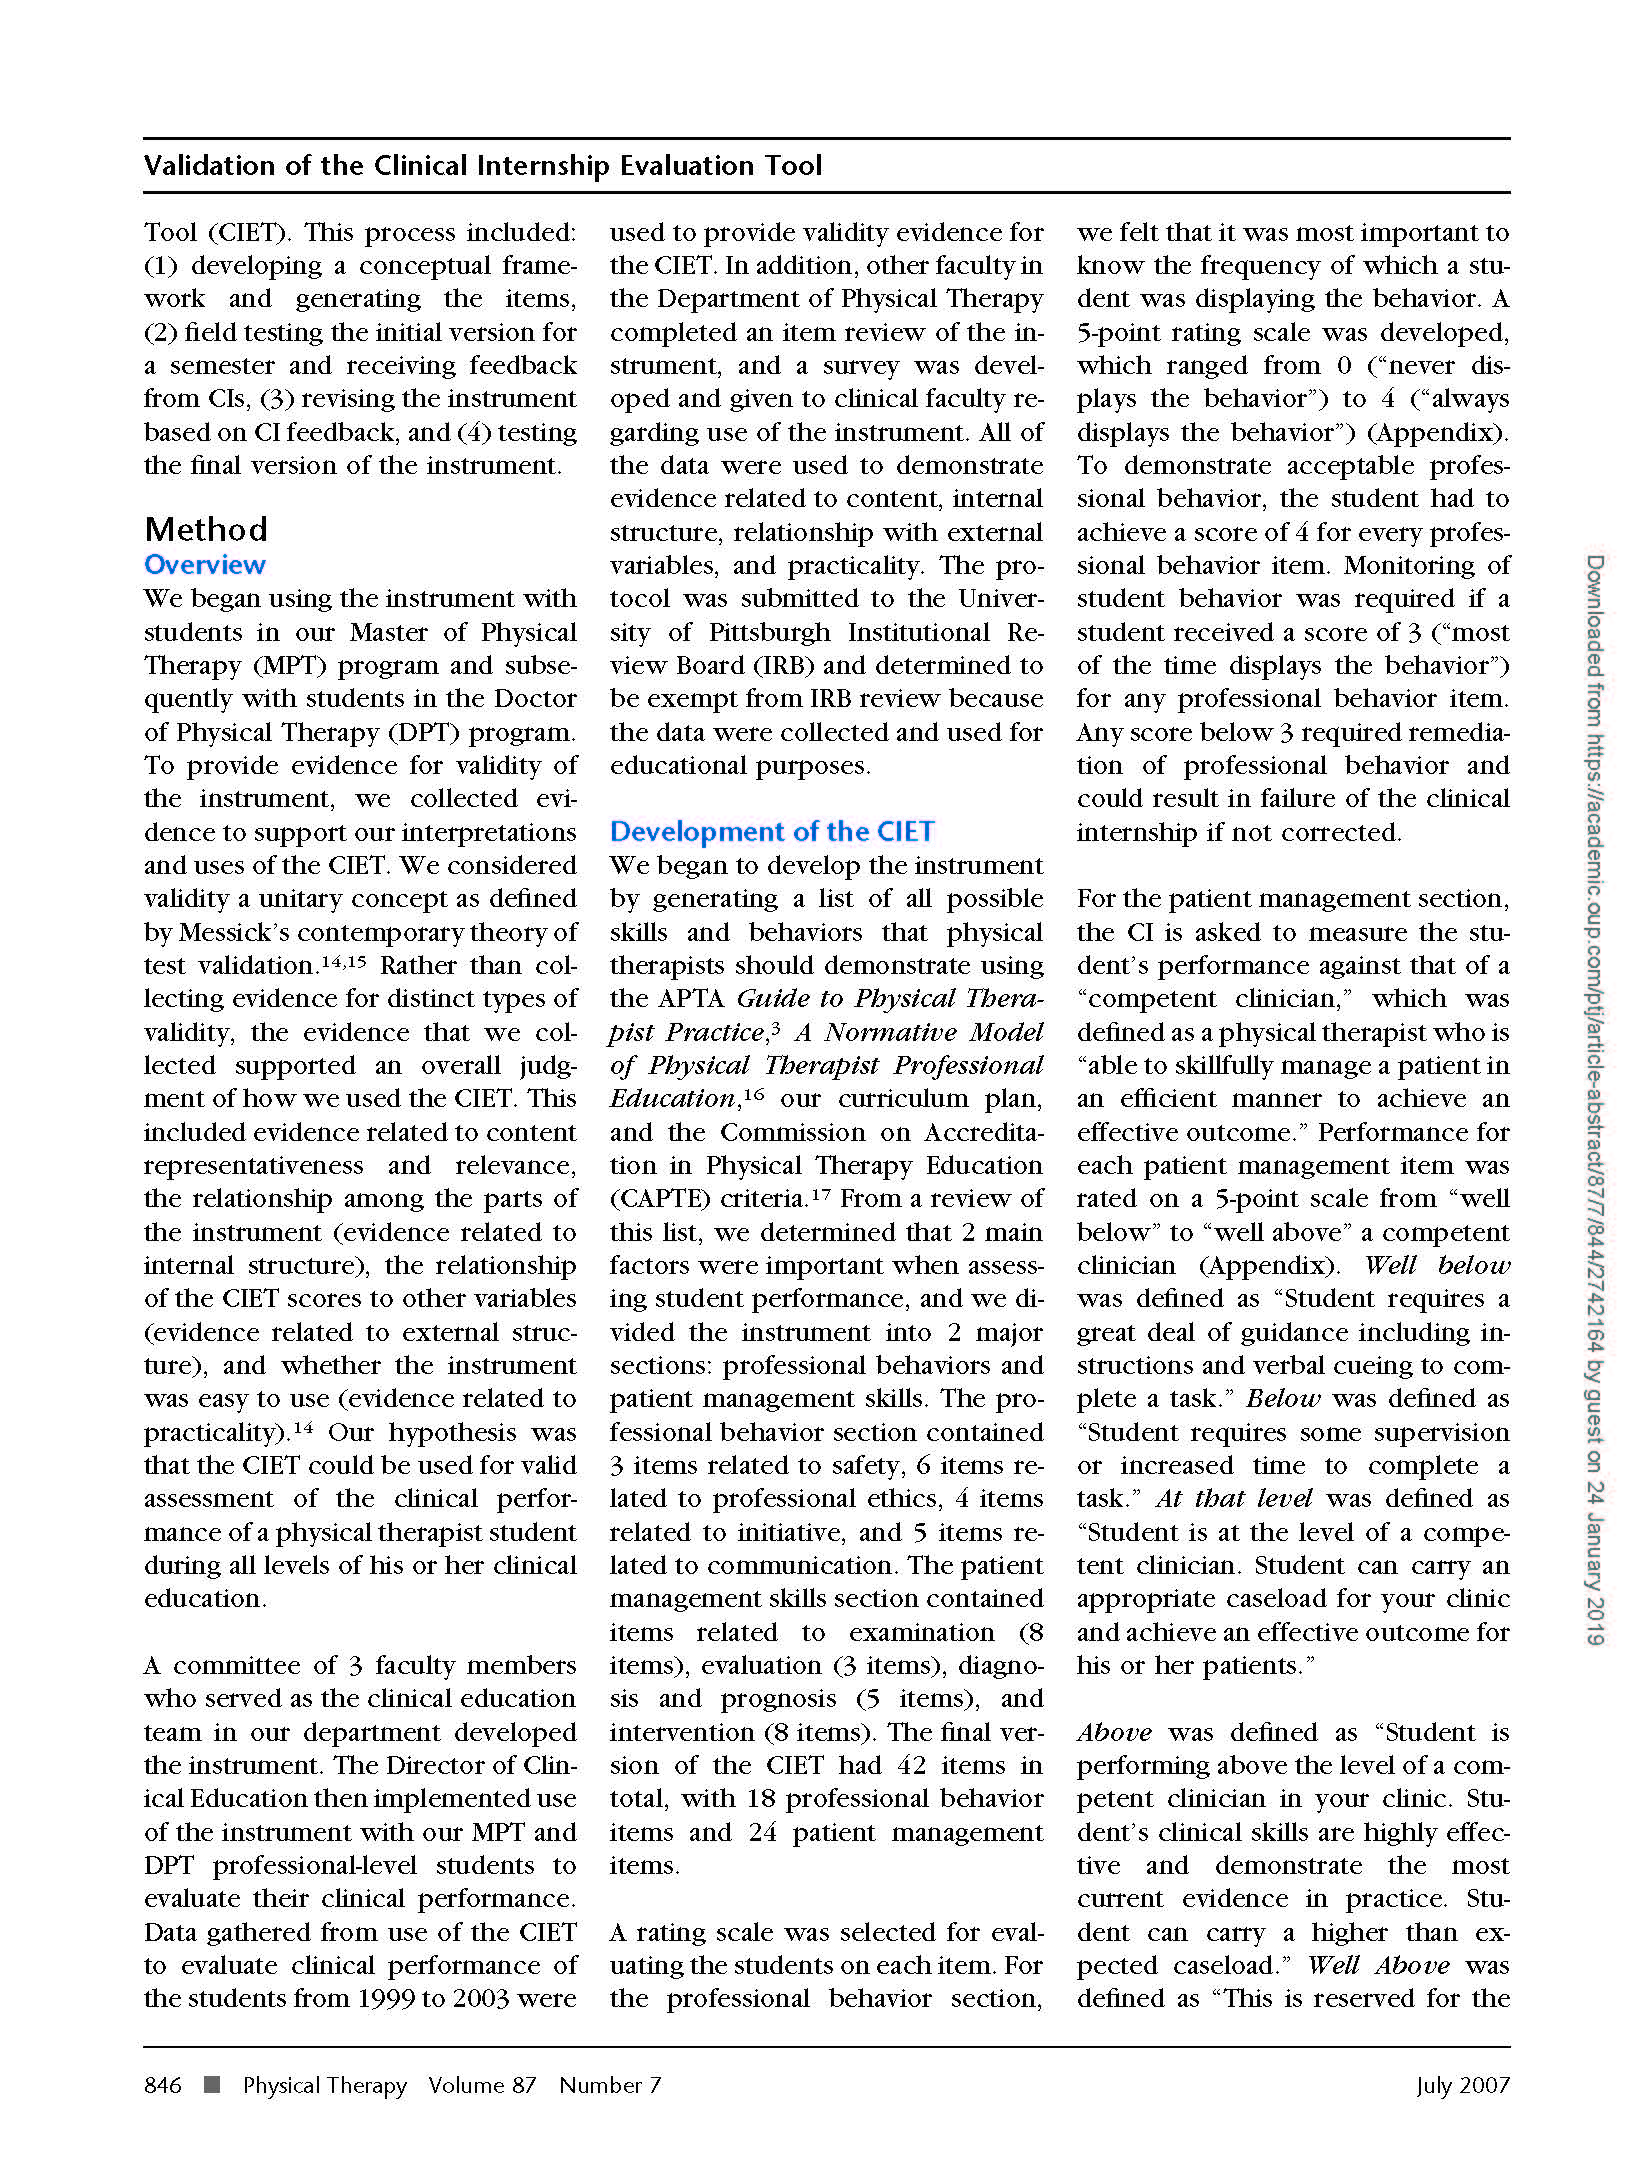 Validation of the Clinical Internship Evaluation Tool
Tool (CIET). This process included:
(1) developing a conceptual frame-
work and generating the items,
(2) field testing the initial version for
a semester and receiving feedback
from CIs, (3) revising the instrument
based on CI feedback, and (4) testing
the final version of the instrument.
Method
Overview
We began using the instrument with
students in our Master of Physical
Therapy (MPT) program and subse-
quently with students in the Doctor
of Physical Therapy (DPT) program.
To provide evidence for validity of
the instrument, we collected evi-
dence to support our interpretations
and uses of the CIET. We considered
validity a unitary concept as defined
by Messick's contemporary theory of
test validation.14,15 Rather than col-
lecting evidence for distinct types of
validity, the evidence that we col-
lected supported an overall judg-
ment of how we used the CIET. This
included evidence related to content
representativeness and relevance,
the relationship among the parts of
the instrument (evidence related to
internal structure), the relationship
of the CIET scores to other variables
(evidence related to external struc-
ture), and whether the instrument
was easy to use (evidence related to
practicality).14 Our hypothesis was
that the CIET could be used for valid
assessment of the clinical perfor-
mance of a physical therapist student
during all levels of his or her clinical
education.
A committee of 3 faculty members
who served as the clinical education
team in our department developed
the instrument. The Director of Clin-
ical Education then implemented use
of the instrument with our MPT and
DPT professional-level students to
evaluate their clinical performance.
Data gathered from use of the CIET
to evaluate clinical performance of
the students from 1999 to 2003 were
used to provide validity evidence for
the CIET. In addition, other faculty in
the Department of Physical Therapy
completed an item review of the in-
strument, and a survey was devel-
oped and given to clinical faculty re-
garding use of the instrument. All of
the data were used to demonstrate
evidence related to content, internal
structure, relationship with external
variables, and practicality. The pro-
tocol was submitted to the Univer-
sity of Pittsburgh Institutional Re-
view Board (IRB) and determined to
be exempt from IRB review because
the data were collected and used for
educational purposes.
Development of the CIET
We began to develop the instrument
by generating a list of all possible
skills and behaviors that physical
therapists should demonstrate using
the APTA Guide to Physical Thera-
pist Practice,3 A Normative Model
of Physical Therapist Professional
Education,16 our curriculum plan,
and the Commission on Accredita-
tion in Physical Therapy Education
(CAPTE) criteria.17 From a review of
this list, we determined that 2 main
factors were important when assess-
ing student performance, and we di-
vided the instrument into 2 major
sections: professional behaviors and
patient management skills. The pro-
fessional behavior section contained
3 items related to safety, 6 items re-
lated to professional ethics, 4 items
related to initiative, and 5 items re-
lated to communication. The patient
management skills section contained
items related to examination (8
items), evaluation (3 items), diagno-
sis and prognosis (5 items), and
intervention (8 items). The final ver-
sion of the CIET had 42 items in
total, with 18 professional behavior
items and 24 patient management
items.
A rating scale was selected for eval-
uating the students on each item. For
the professional behavior section,
we felt that it was most important to
know the frequency of which a stu-
dent was displaying the behavior. A
5-point rating scale was developed,
which ranged from 0 (“never dis-
plays the behavior”) to 4 (“always
displays the behavior”) (Appendix).
To demonstrate acceptable profes-
sional behavior, the student had to
achieve a score of 4 for every profes-
sional behavior item. Monitoring of
student behavior was required if a
student received a score of 3 (“most
of the time displays the behavior”)
for any professional behavior item.
Any score below 3 required remedia-
tion of professional behavior and
could result in failure of the clinical
internship if not corrected.
For the patient management section,
the CI is asked to measure the stu-
dent's performance against that of a
“competent clinician,” which was
defined as a physical therapist who is
“able to skillfully manage a patient in
an efficient manner to achieve an
effective outcome.” Performance for
each patient management item was
rated on a 5-point scale from “well
below” to “well above” a competent
clinician (Appendix). Well below
was defined as “Student requires a
great deal of guidance including in-
structions and verbal cueing to com-
plete a task.” Below was defined as
“Student requires some supervision
or increased time to complete a
task.” At that level was defined as
“Student is at the level of a compe-
tent clinician. Student can carry an
appropriate caseload for your clinic
and achieve an effective outcome for
his or her patients.”
Above was defined as “Student is
performing above the level of a com-
petent clinician in your clinic. Stu-
dent's clinical skills are highly effec-
tive and demonstrate the most
current evidence in practice. Stu-
dent can carry a higher than ex-
pected caseload.” Well Above was
defined as “This is reserved for the
846 ■ Physical Therapy Volume 87 Number 7
July 2007
Downloaded from https://academic.oup.com/ptj/article-abstract/87/7/844/2742164 by guest on 24 January 2019